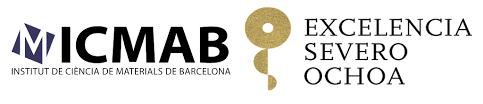 ICMAB
INSTITUT DE CIÈNCIA DE MATERIALS DE BARCELONA
EXCELENCIA
SEVERO
OCHOA